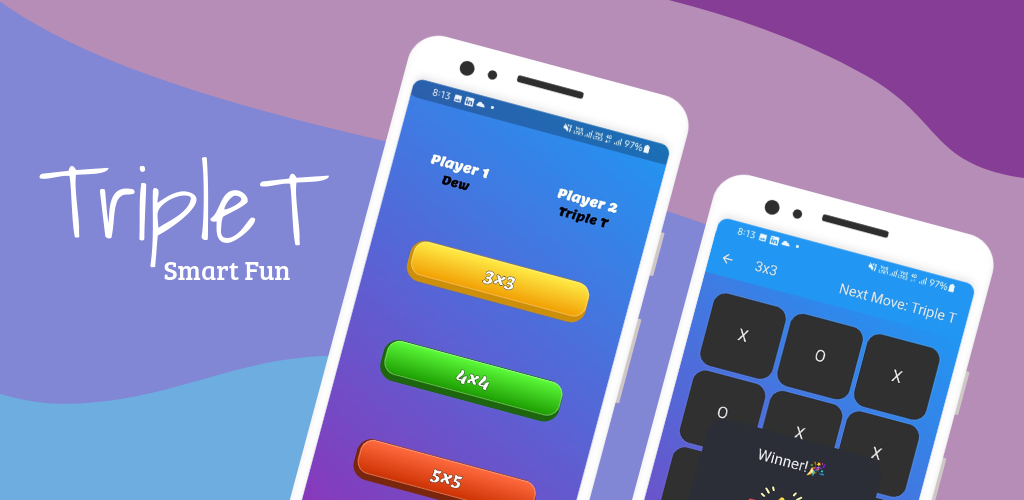 Triple T
Smart Fun
8:13
97%
Player 1
Dew
Player 2
Triple T
3x3
4x4
5x5
8:13
97%
3x3
Next Move: Triple T
X
O
X
O
X
X
Winner!🎉